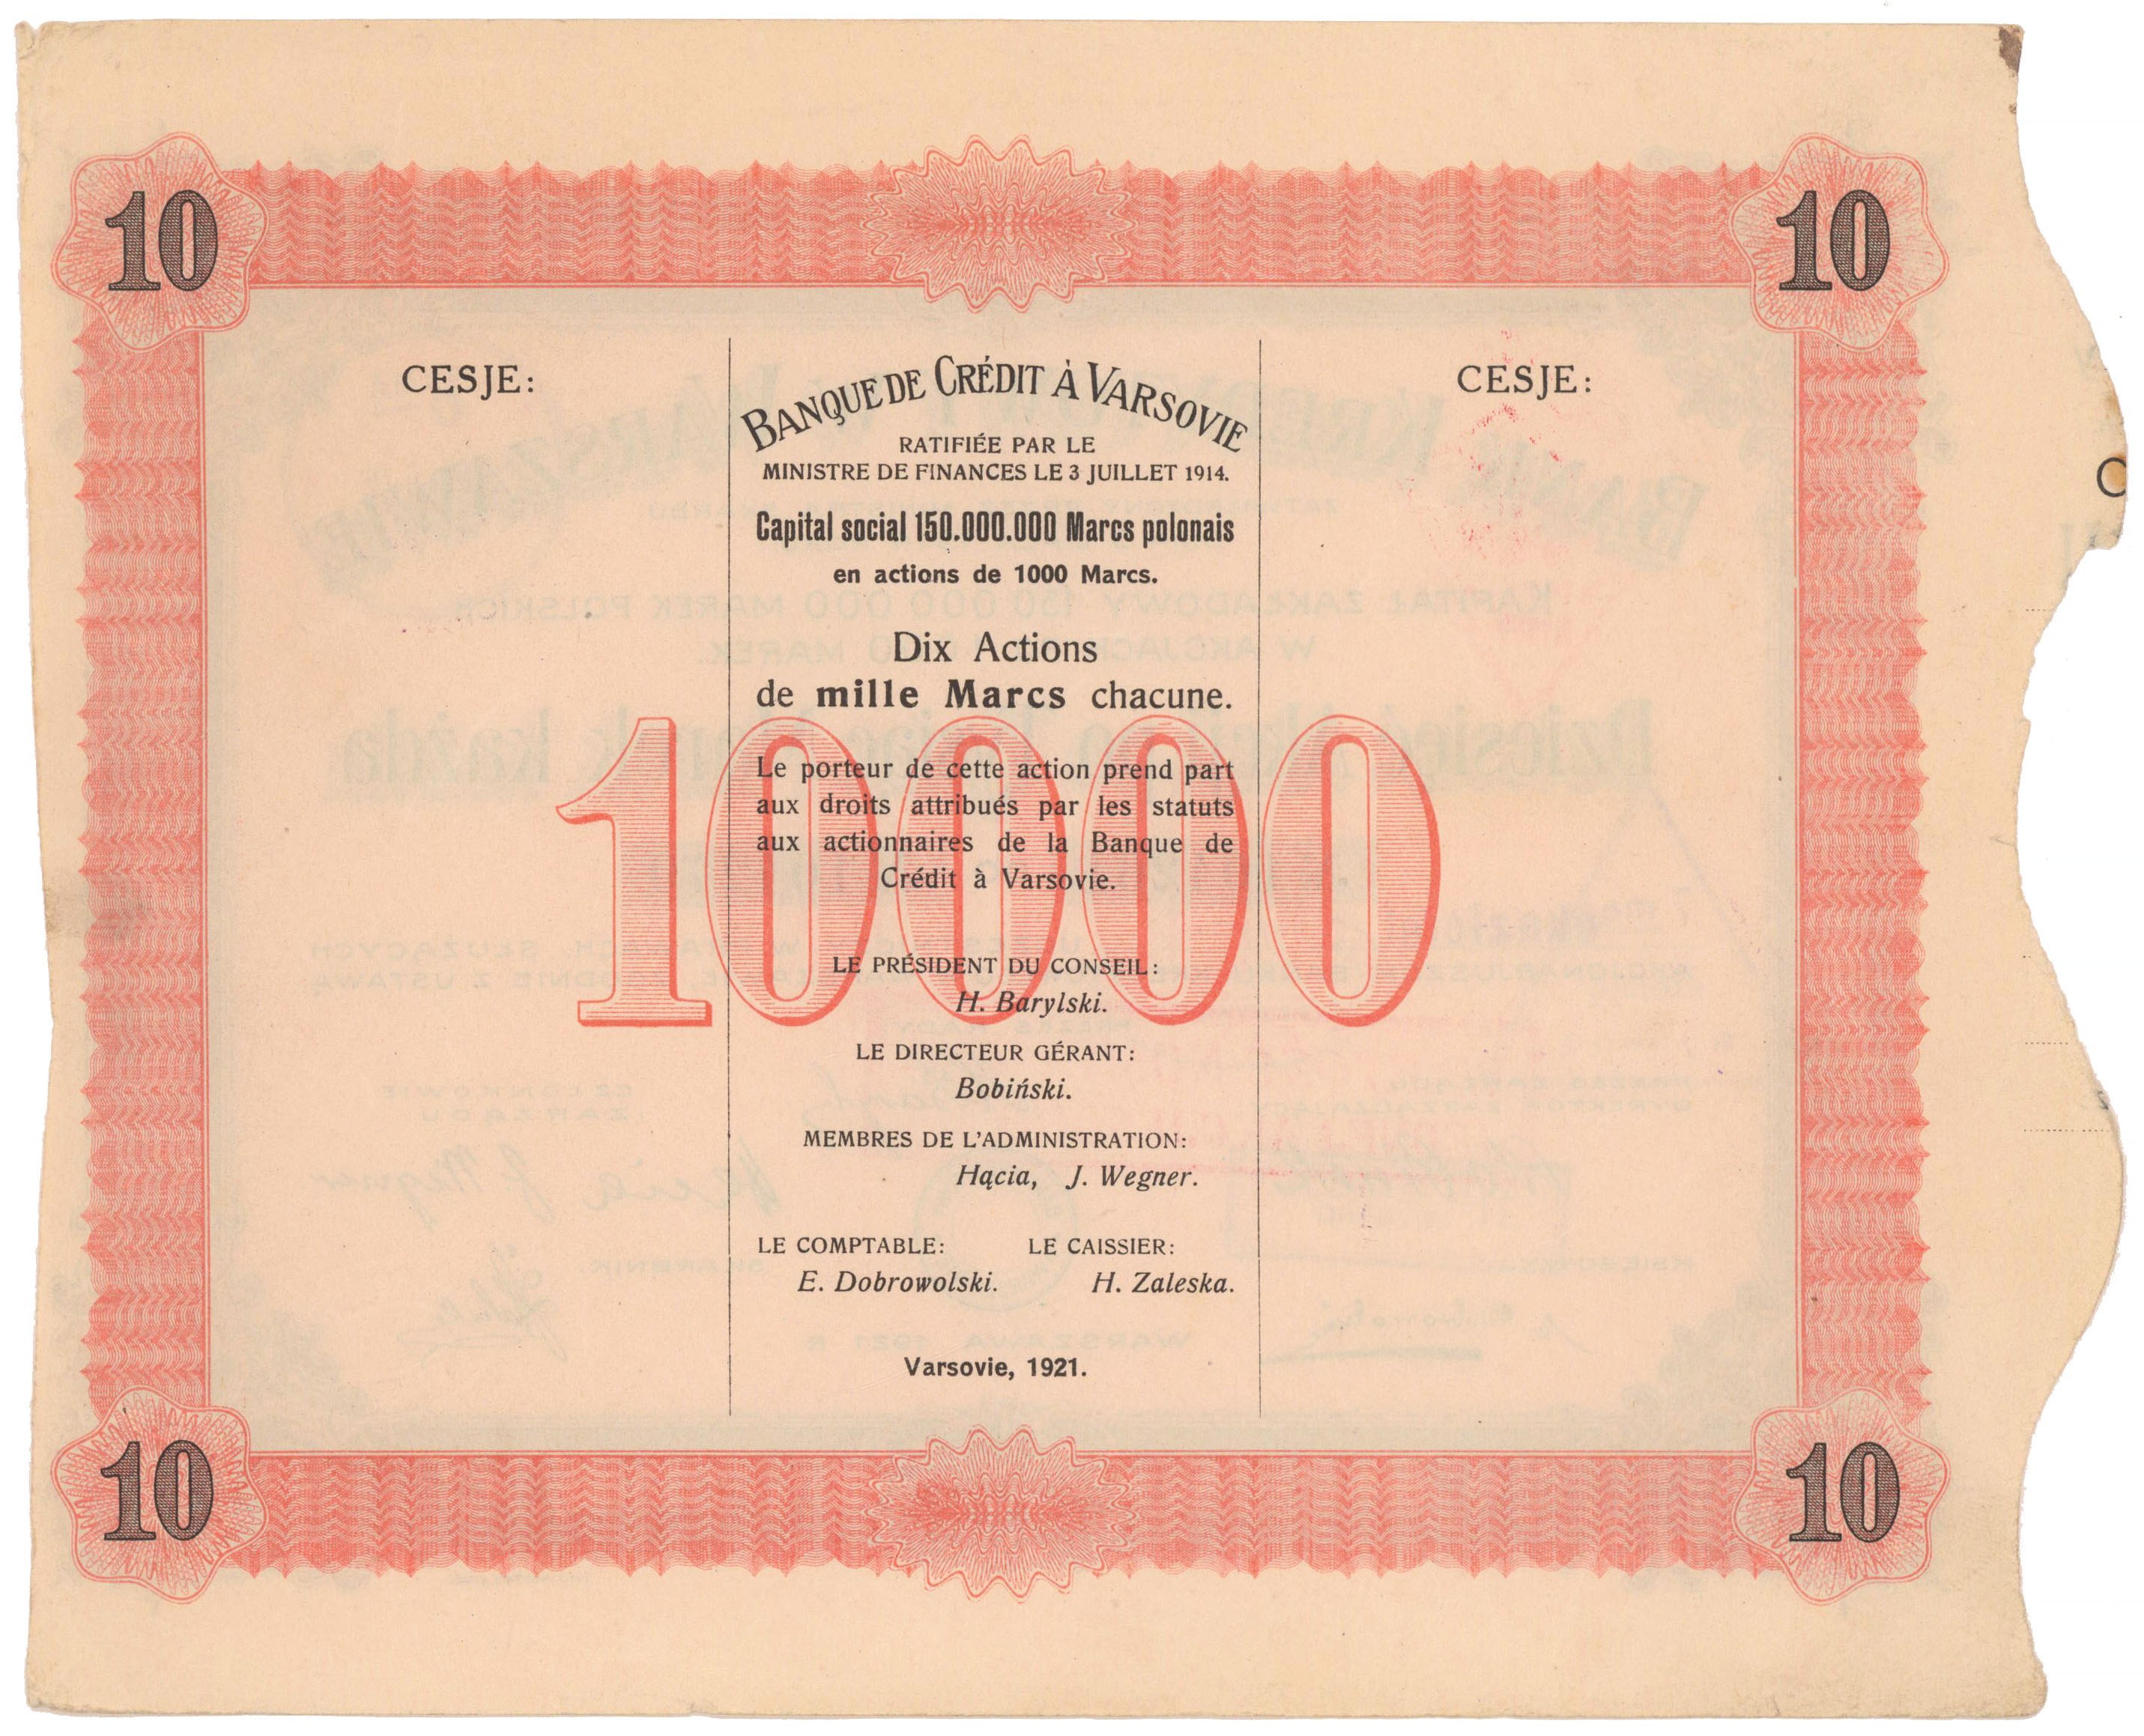 10
10
CESJE:
BANQUE DE CRÉDIT À VARSOVIE
RATIFIÉE PAR LE
MINISTRE DE FINANCES LE 3 JUILLET 1914.
Capital social 150.000.000 Marcs polonais
en actions de 1000 Marcs.
Dix Actions
de mille Marcs chacune.
10000
Le porteur de cette action prend part
aux droits attribués par les statuts
aux actionnaires de la Banque de
Crédit à Varsovie.
LE PRÉSIDENT DU CONSEIL:
H. Barylski.
LE DIRECTEUR GÉRANT:
Bobiński.
MEMBRES DE L'ADMINISTRATION:
Hącia, J. Wegner.
LE COMPTABLE: LE CAISSIER:
E. Dobrowolski. H. Zaleska.
Varsovie, 1921.
CESJE:
10
10